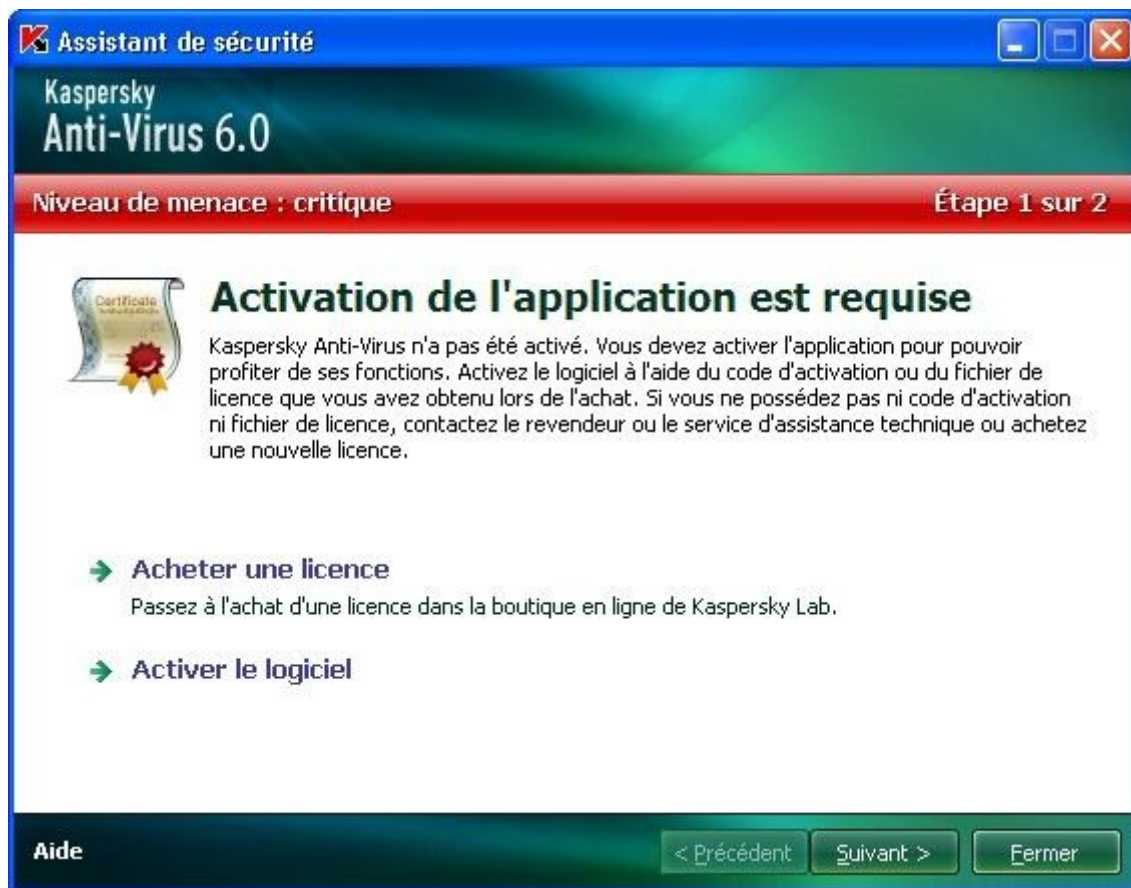 Assistant de sécurité
Kaspersky
Anti-Virus 6.0
Niveau de menace : critique
Étape 1 sur 2
Certificate
Activation de l'application est requise
Kaspersky Anti-Virus n'a pas été activé. Vous devez activer l'application pour pouvoir
profiter de ses fonctions. Activez le logiciel à l'aide du code d'activation ou du fichier de
licence que vous avez obtenu lors de l'achat. Si vous ne possédez pas ni code d'activation
ni fichier de licence, contactez le revendeur ou le service d'assistance technique ou achetez
une nouvelle licence.
Acheter une licence
Passez à l'achat d'une licence dans la boutique en ligne de Kaspersky Lab.
Activer le logiciel
Aide
< Précédent
Suivant >
Fermer